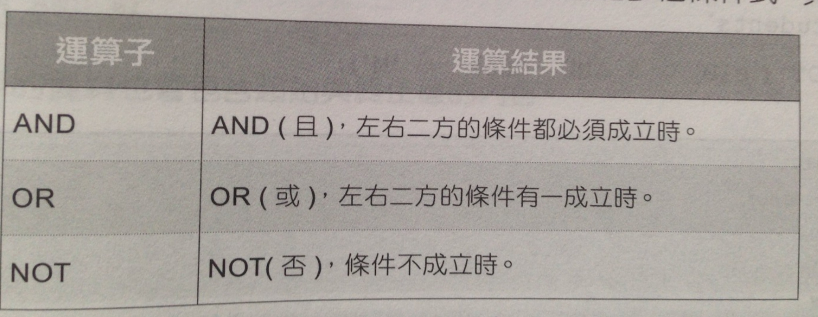 運算子 運算結果
AND AND ( 且 )，左右二方的條件都必須成立時。
OR OR ( 或 )，左右二方的條件有一成立時。
NOT NOT( 否 )，條件不成立時。